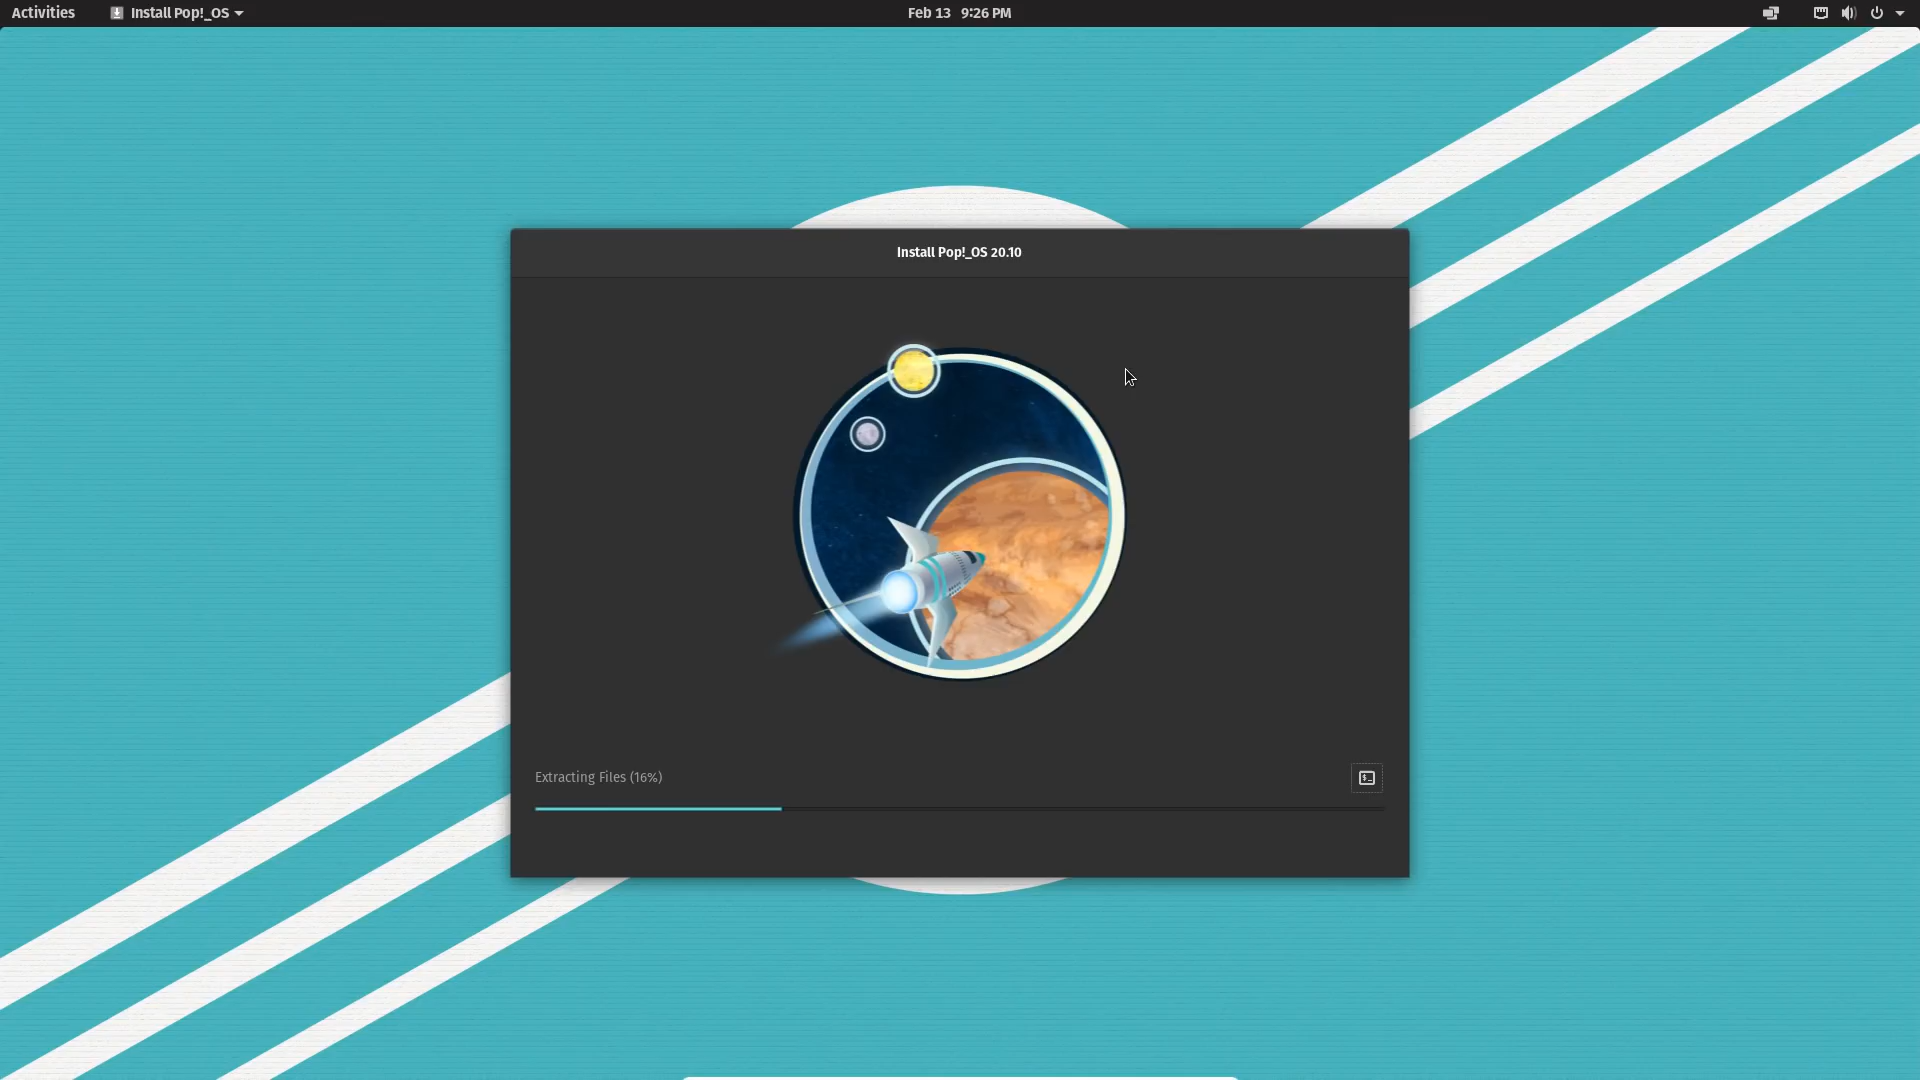 Activities
Install Pop!_OS
Feb 13 9:26 PM
Install Pop!_OS 20.10
Extracting Files (16%)